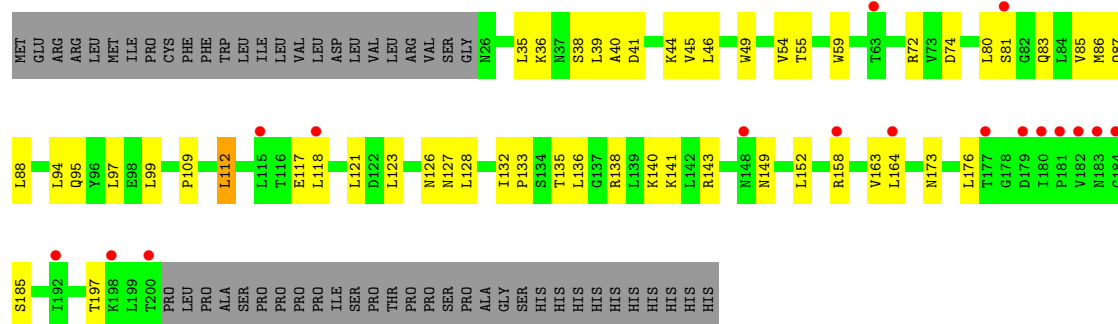 MET GLU ARG ARG LEU MET ILE PRO CYS PHE PHE TRP LEU ILE LEU VAL LEU ASP LEU VAL LEU ARG VAL SER GLY N26 L35 K36 N37 S38 L39 A40 D41 K44 V45 L46 W49 V54 T55 W59 T63 R72 V73 D74 L80 S81 G82 Q83 L84 V85 M86 Q87
L88 L94 Q95 Y96 L97 E98 L99 P109 L112 L115 T116 E117 L118 L121 D122 L123 N126 N127 L128 I132 P133 S134 T135 L136 G137 R138 L139 K140 K141 L142 R143 N148 N149 L152 R158 V163 L164 N173 L176 T177 G178 D179 I180 P181 V182 N183 G184
S185 I192 T197 K198 L199 T200 PRO LEU PRO ALA SER PRO PRO PRO PRO ILE SER PRO THR PRO PRO SER PRO ALA GLY SER HIS HIS HIS HIS HIS HIS HIS HIS